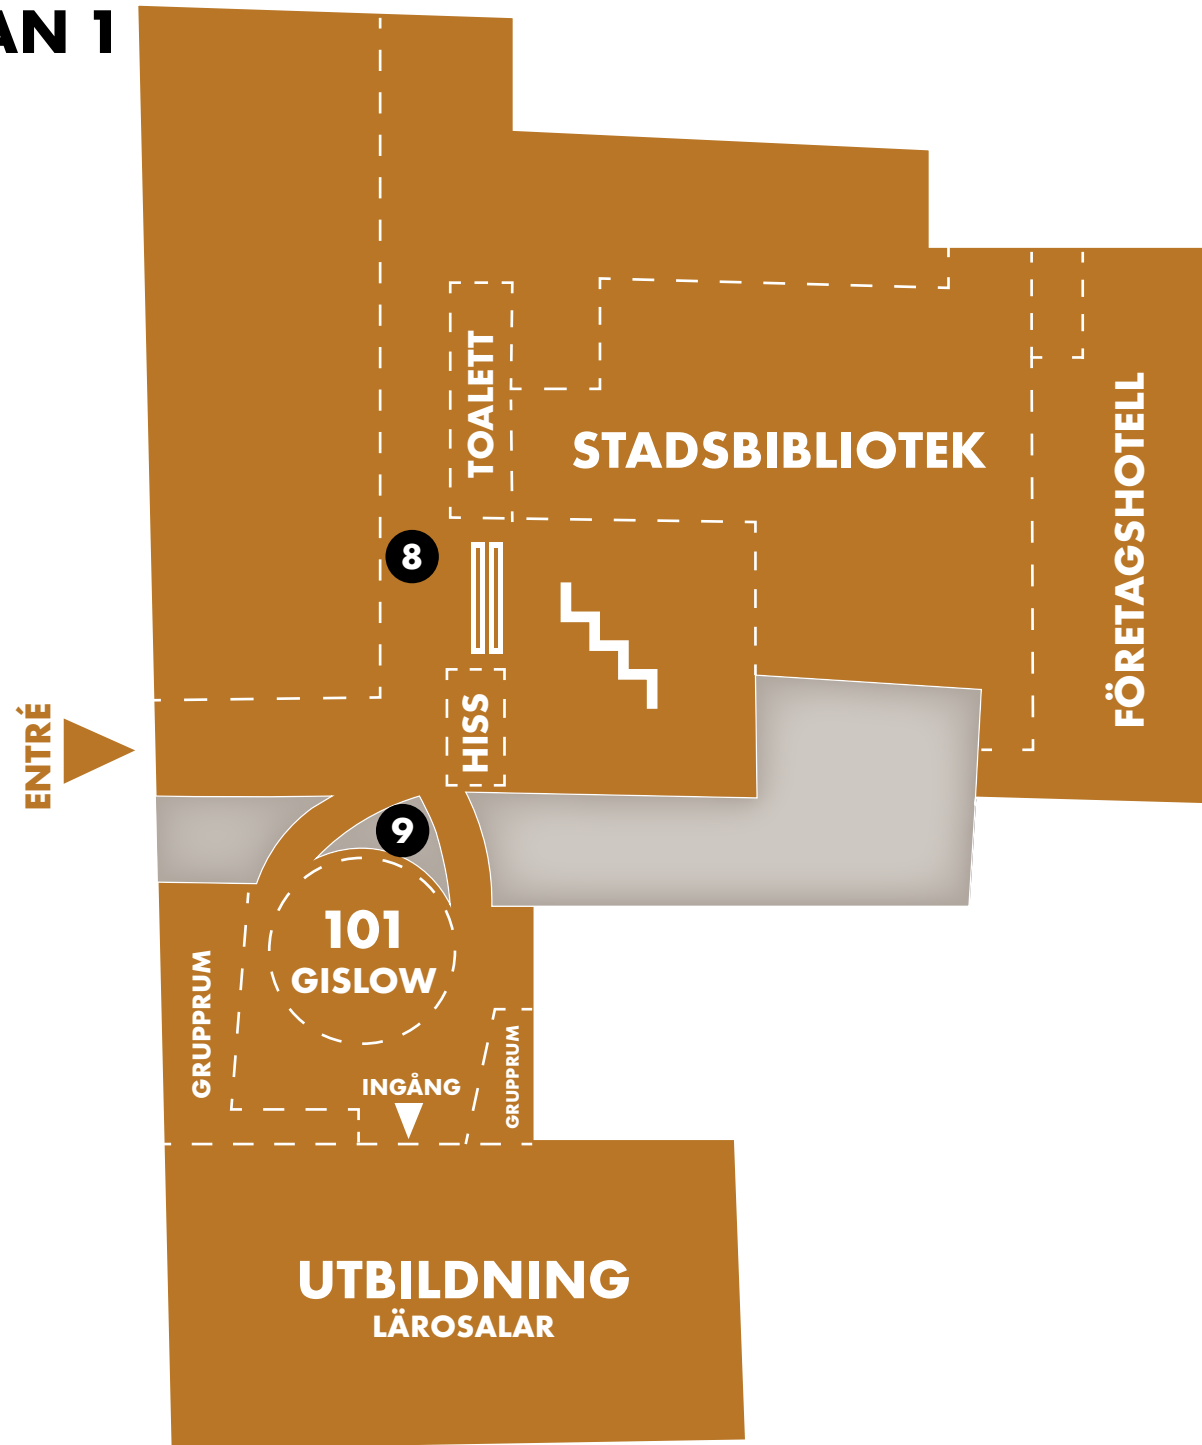 AN 1
TOALETT
STADSBIBLIOTEK
FÖRETAGSHOTELL
8
HISS
ENTRÉ
9
101
GISLOW
GRUPPRUM
GRUPPRUM
INGÅNG
UTBILDNING
LÄROSALAR